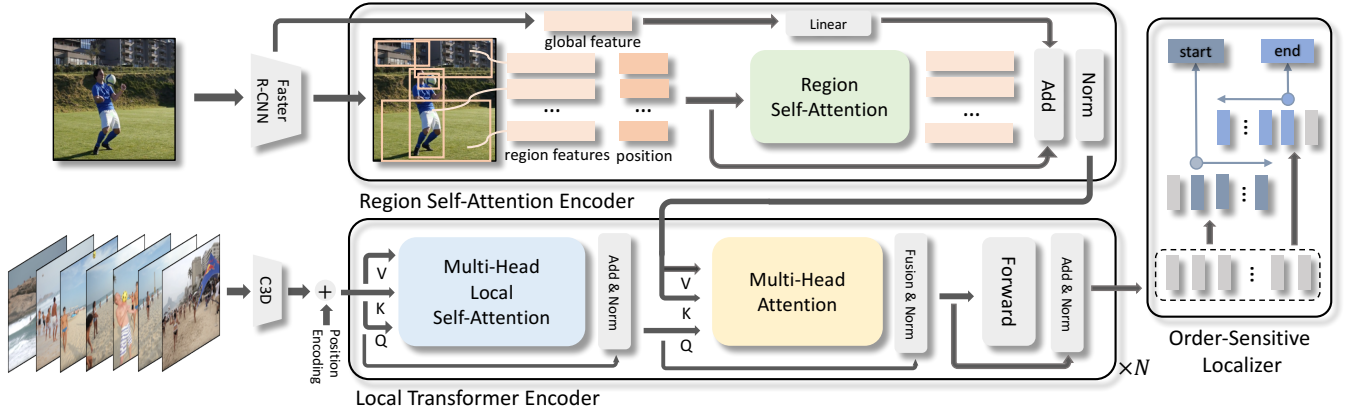 global feature
Linear
Faster
R-CNN
...
...
...
region features
position
Region
Self-Attention
Add
Norm
Region Self-Attention Encoder
C3D
+
Position
Encoding
V
K
Q
Multi-Head
Local
Self-Attention
Add & Norm
V
K
Q
Multi-Head
Attention
Fusion & Norm
Forward
Add & Norm
×N
Local Transformer Encoder
start
end
...
...
...
Order-Sensitive
Localizer